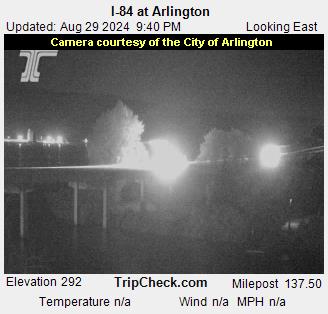 I-84 at Arlington
Updated: Aug 29 2024 9:40 PM Looking East
Camera courtesy of the City of Arlington
Elevation 292 TripCheck.com Milepost 137.50
Temperature n/a Wind n/a MPH n/a